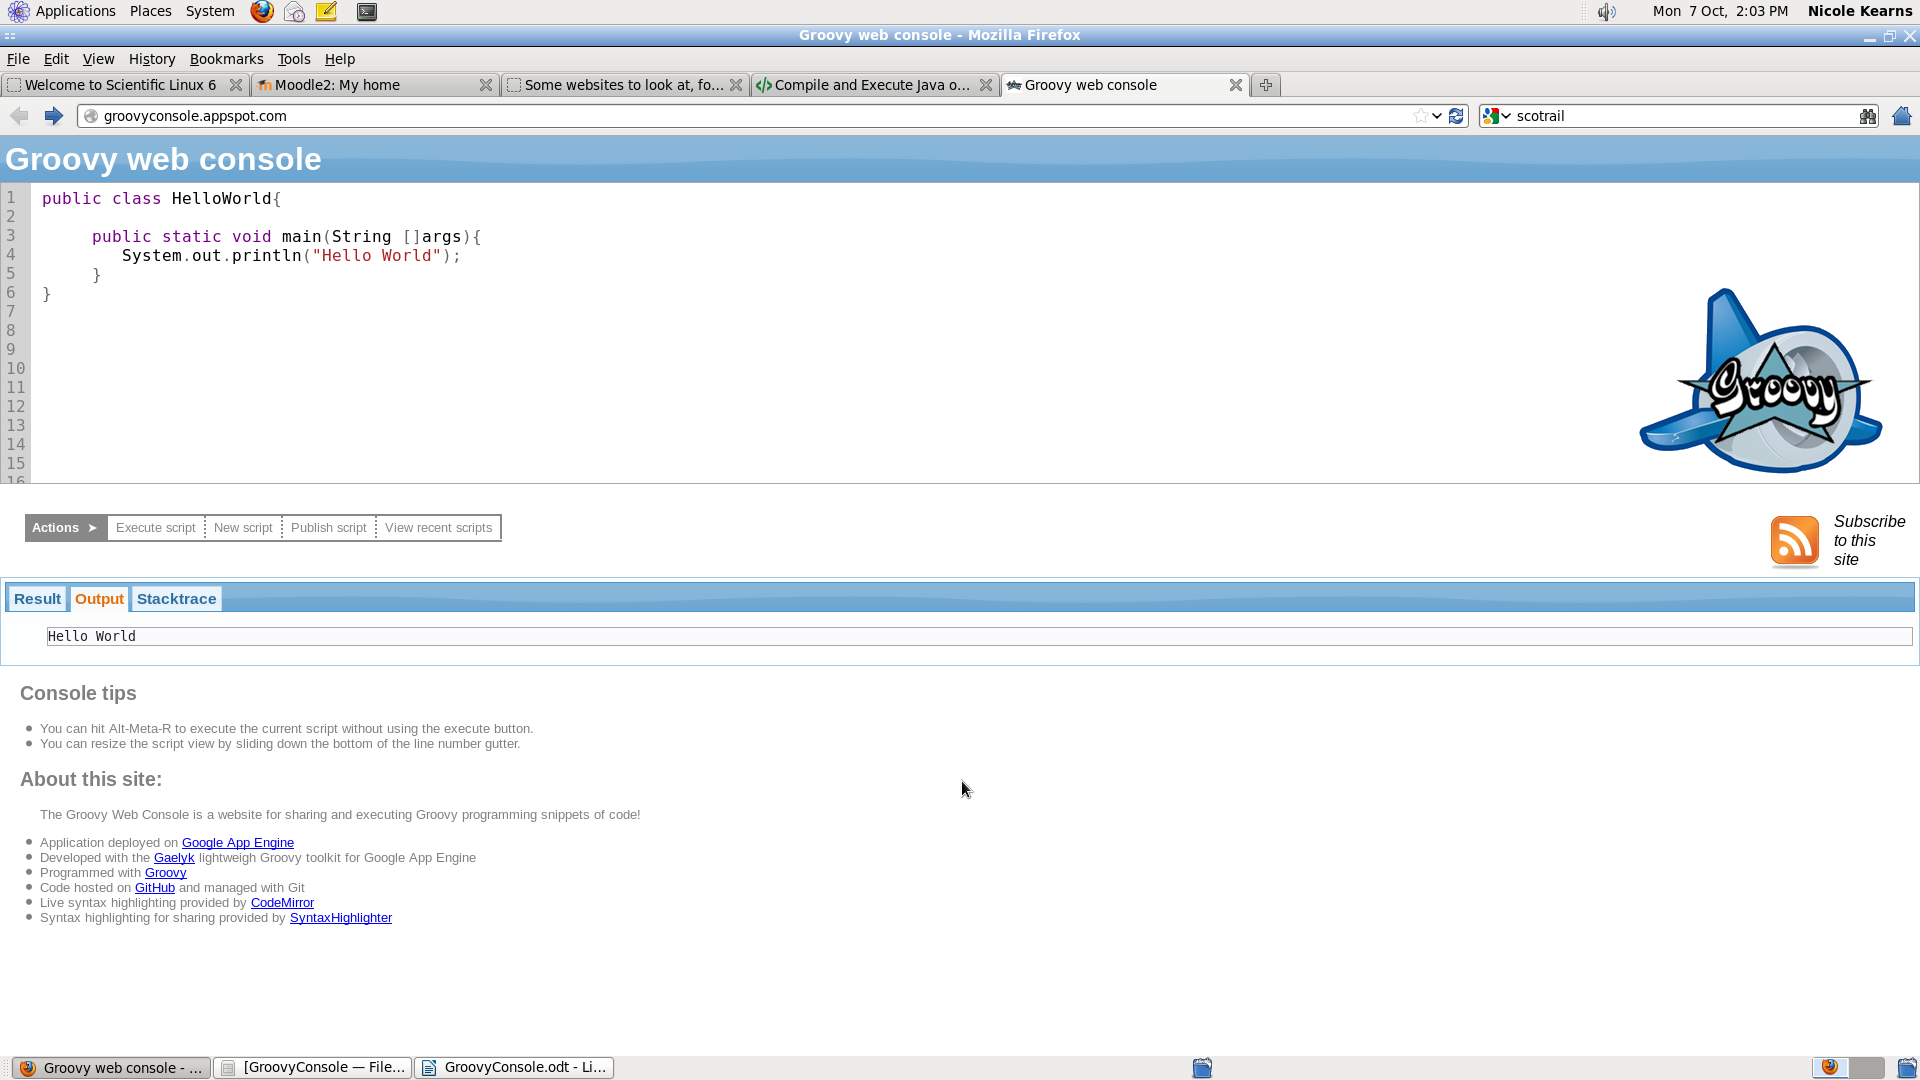 Applications Places System Mon 7 Oct, 2:03 PM Nicole Kearns
Groovy web console - Mozilla Firefox
File Edit View History Bookmarks Tools Help
Welcome to Scientific Linux 6 Moodle2: My home Some websites to look at, fo... Compile and Execute Java o... Groovy web console
groovyconsole.appspot.com scotrail
Groovy web console
1 public class HelloWorld{
2
3 public static void main(String []args){
4 System.out.println("Hello World");
5 }
6 }
7
8
9
10
11
12
13
14
15
16
Groovy
Actions ➤ Execute script New script Publish script View recent scripts
Subscribe
to this
site
Result Output Stacktrace
Hello World
Console tips
• You can hit Alt-Meta-R to execute the current script without using the execute button.
• You can resize the script view by sliding down the bottom of the line number gutter.
About this site:
The Groovy Web Console is a website for sharing and executing Groovy programming snippets of code!
• Application deployed on Google App Engine
• Developed with the Gaelyk lightweigh Groovy toolkit for Google App Engine
• Programmed with Groovy
• Code hosted on GitHub and managed with Git
• Live syntax highlighting provided by CodeMirror
• Syntax highlighting for sharing provided by SyntaxHighlighter
Groovy web console - ... [GroovyConsole — File... GroovyConsole.odt - Li...